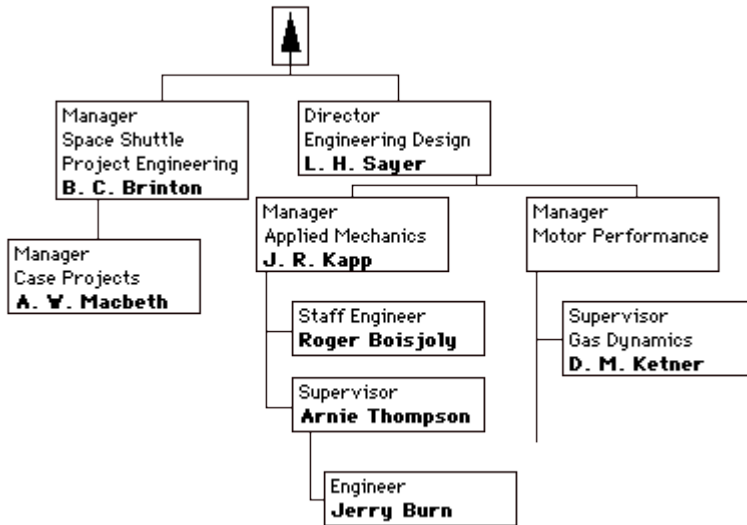 Manager
Space Shuttle
Project Engineering
B. C. Brinton
Director
Engineering Design
L. H. Sayer
Manager
Case Projects
A. W. Macbeth
Manager
Applied Mechanics
J. R. Kapp
Manager
Motor Performance
Staff Engineer
Roger Boisjoly
Supervisor
Gas Dynamics
D. M. Ketner
Supervisor
Arnie Thompson
Engineer
Jerry Burn